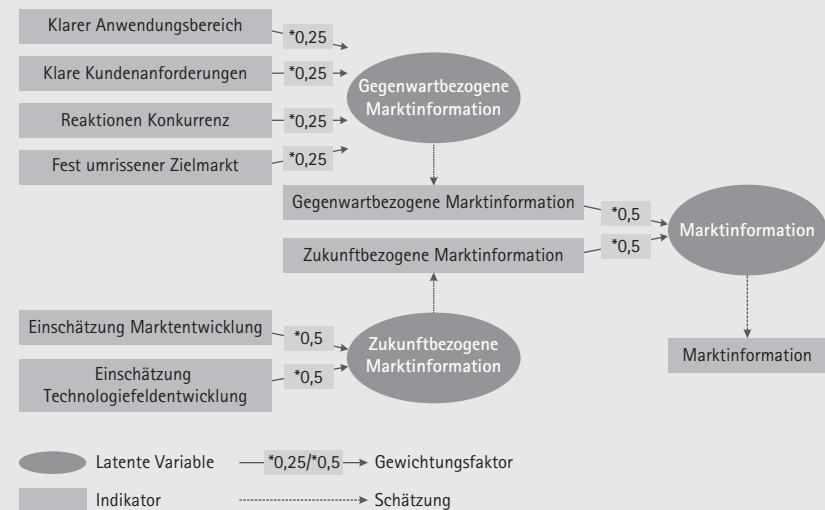 Klarer Anwendungsbereich
*0,25
Klare Kundenanforderungen
*0,25
Reaktionen Konkurrenz
*0,25
Fest umrissener Zielmarkt
*0,25
Gegenwartbezogene
Marktinformation
Gegenwartbezogene Marktinformation
*0,5
Zukunftbezogene Marktinformation
*0,5
Marktinformation
Einschätzung Marktentwicklung
*0,5
Einschätzung
Technologiefeldentwicklung
*0,5
Zukunftbezogene
Marktinformation
Marktinformation
Latente Variable
*0,25/*0,5
Gewichtungsfaktor
Indikator
Schätzung